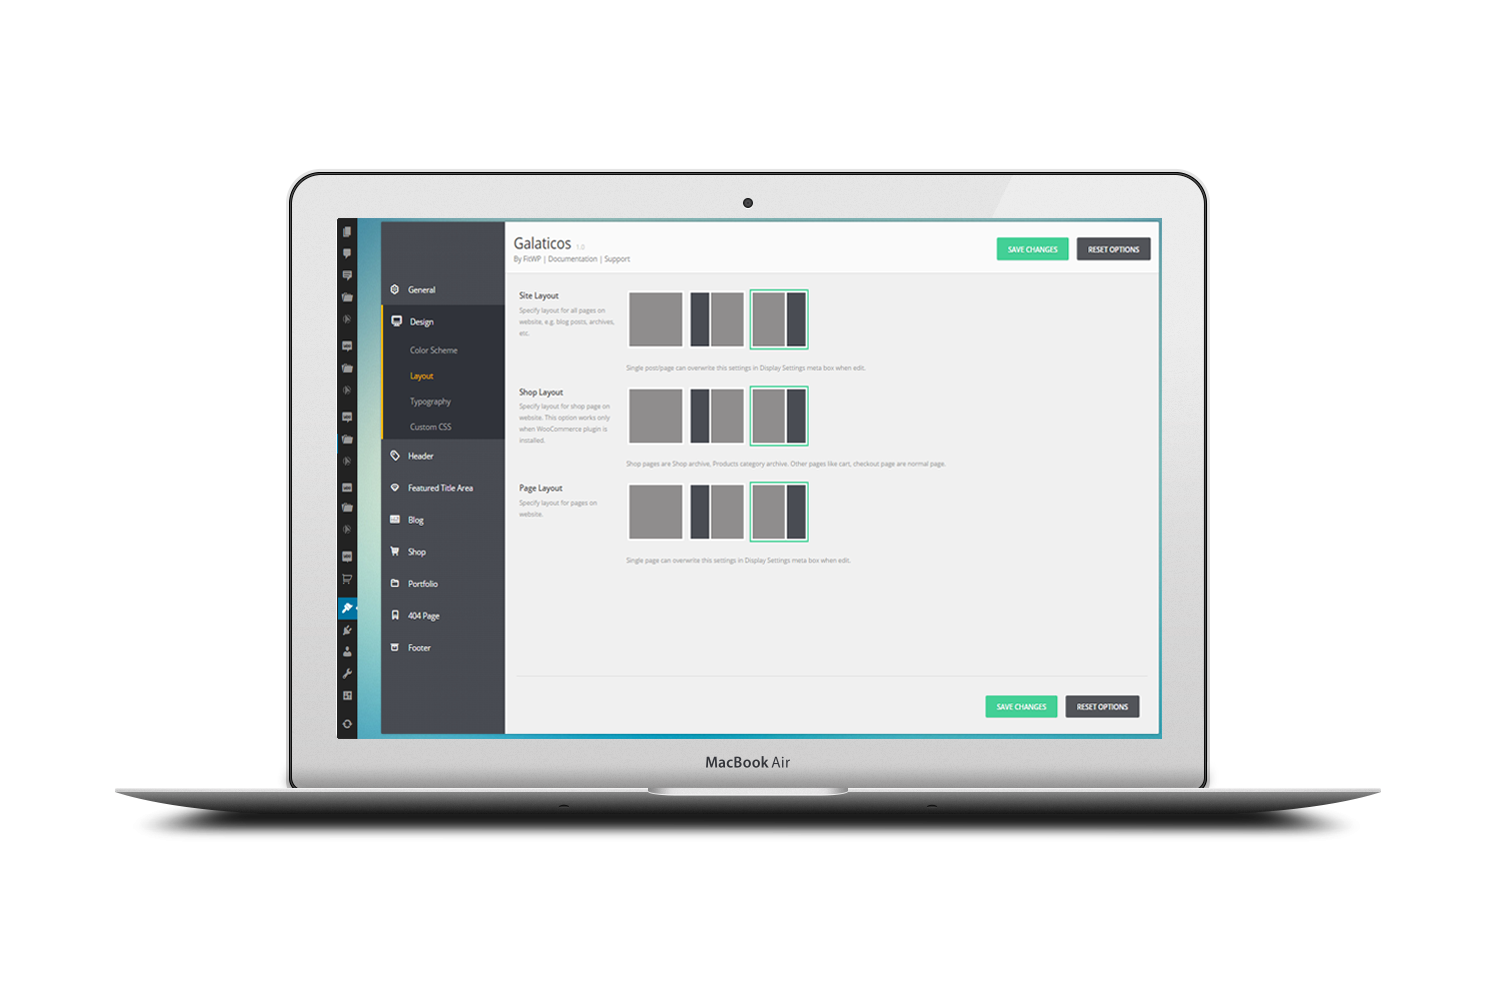 Galaticos 1.0
By FitWP | Documentation | Support
SAVE CHANGES
RESET OPTIONS
General
Design
Color Scheme
Layout
Typography
Custom CSS
Header
Featured Title Area
Blog
Shop
Portfolio
404 Page
Footer
Site Layout
Specify layout for all pages on
website, e.g. blog posts, archives,
etc.
Single post/page can overwrite this settings in Display Settings meta box when edit.
Shop Layout
Specify layout for shop page on
website. This option works only
when WooCommerce plugin is
installed.
Shop pages are Shop archive, Products category archive. Other pages like cart, checkout page are normal page.
Page Layout
Specify layout for pages on
website.
Single page can overwrite this settings in Display Settings meta box when edit.
SAVE CHANGES
RESET OPTIONS
MacBook Air